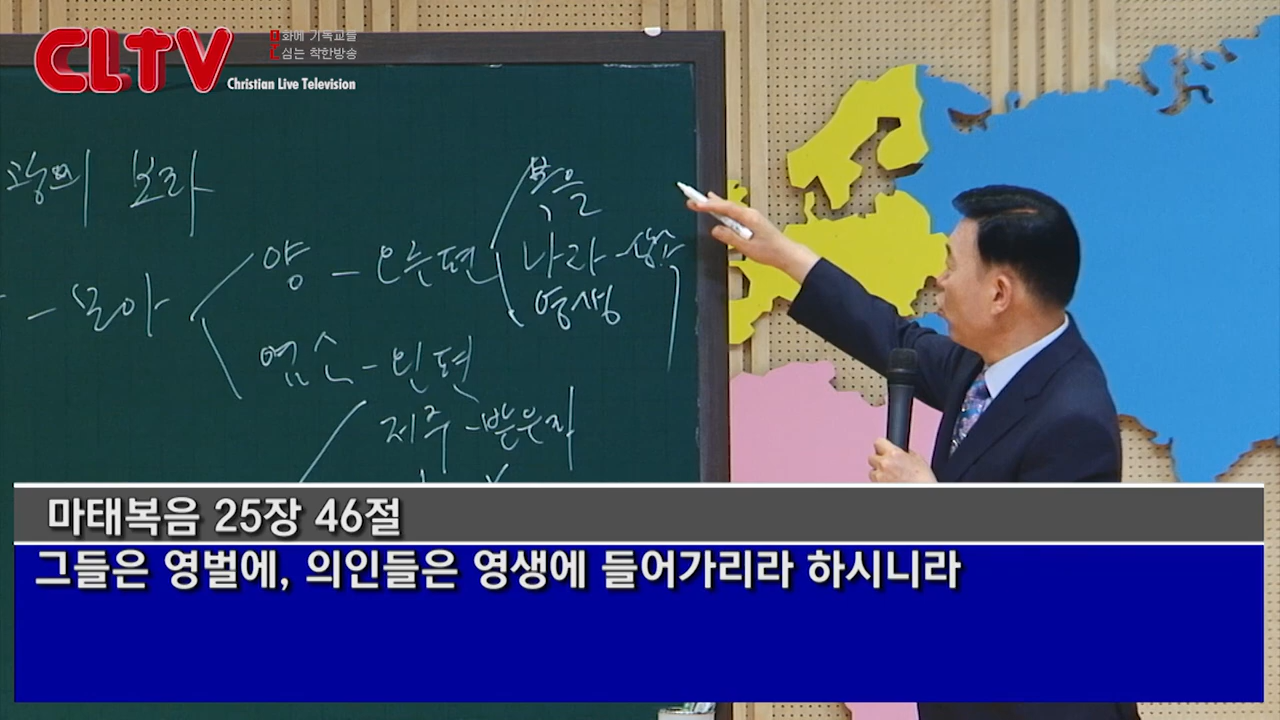 CLTV
화에 기독교를
심는 착한방송
Christian Live Television
영광의 보좌
복을
양 - 오른편
나라 - 상속
영생
- 모아
염소 - 왼편
저주 - 받은자
마태복음 25장 46절
그들은 영벌에, 의인들은 영생에 들어가리라 하시니라